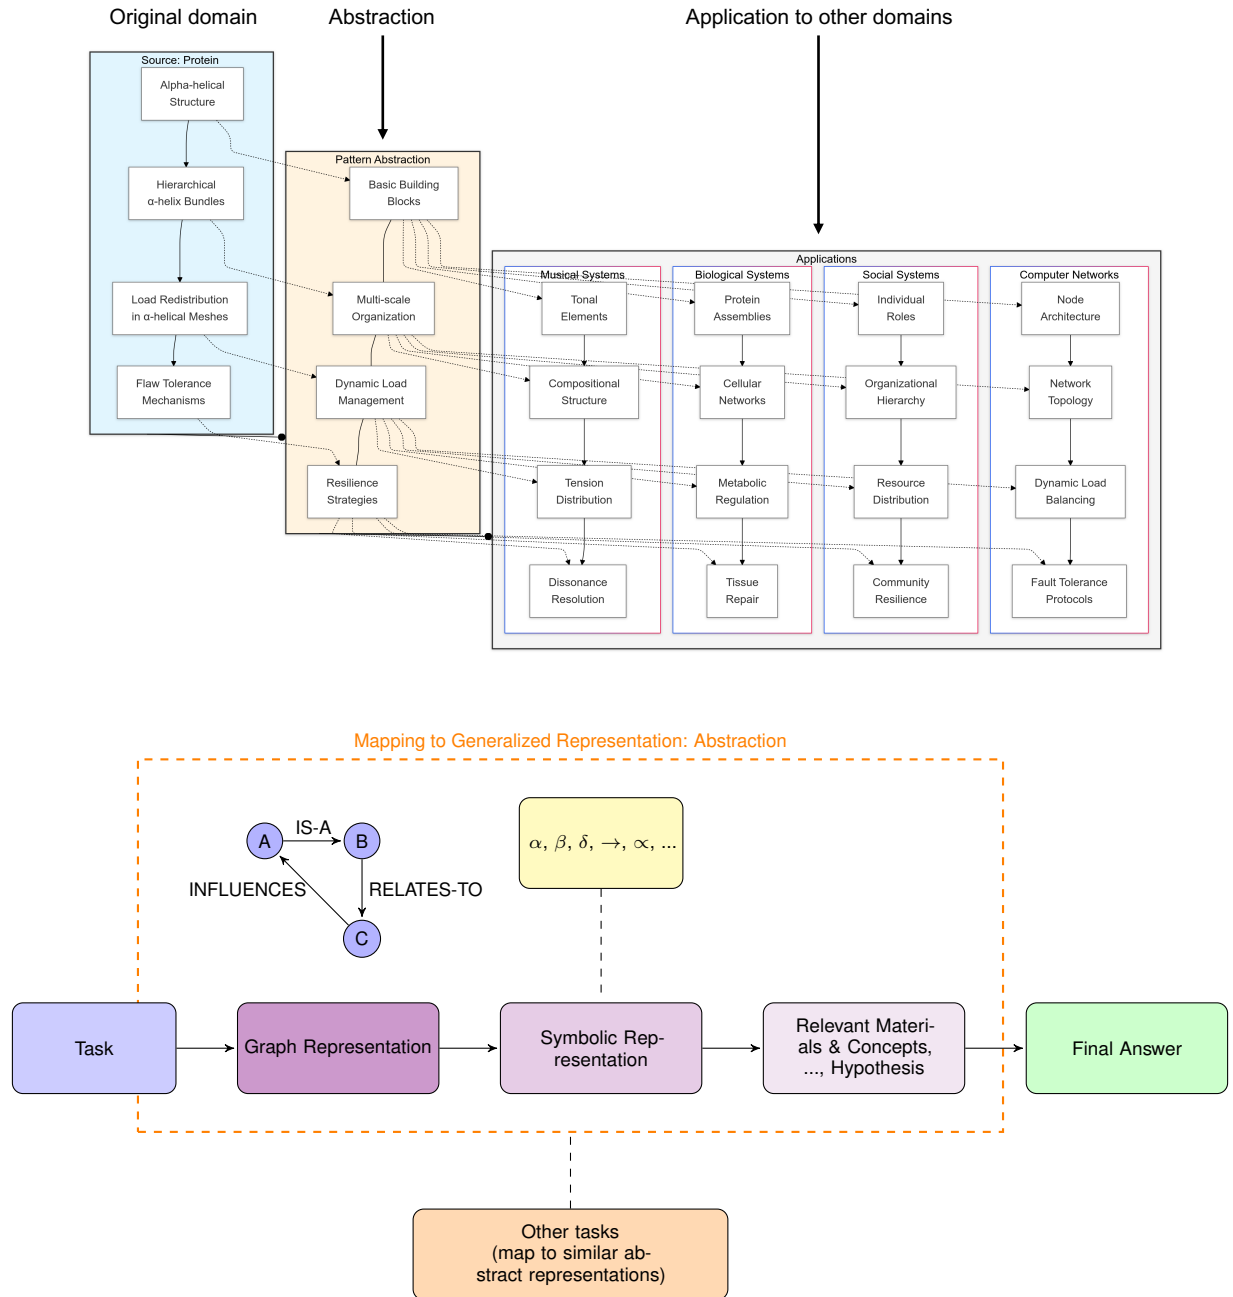 Original domain
Abstraction
Application to other domains
Source: Protein
Alpha-helical
Structure
Hierarchical
α-helix Bundles
Load Redistribution
in α-helical Meshes
Flaw Tolerance
Mechanisms
Pattern Abstraction
Basic Building
Blocks
Multi-scale
Organization
Dynamic Load
Management
Resilience
Strategies
Applications
Musical Systems
Tonal
Elements
Compositional
Structure
Tension
Distribution
Dissonance
Resolution
Biological Systems
Protein
Assemblies
Cellular
Networks
Metabolic
Regulation
Tissue
Repair
Social Systems
Individual
Roles
Organizational
Hierarchy
Resource
Distribution
Community
Resilience
Computer Networks
Node
Architecture
Network
Topology
Dynamic Load
Balancing
Fault Tolerance
Protocols
Mapping to Generalized Representation: Abstraction
A
IS-A
B
INFLUENCES
RELATES-TO
C
α, β, δ, →, ∝, ...
Task
Graph Representation
Symbolic Rep-
resentation
Relevant Materi-
als & Concepts,
..., Hypothesis
Final Answer
Other tasks
(map to similar ab-
stract representations)